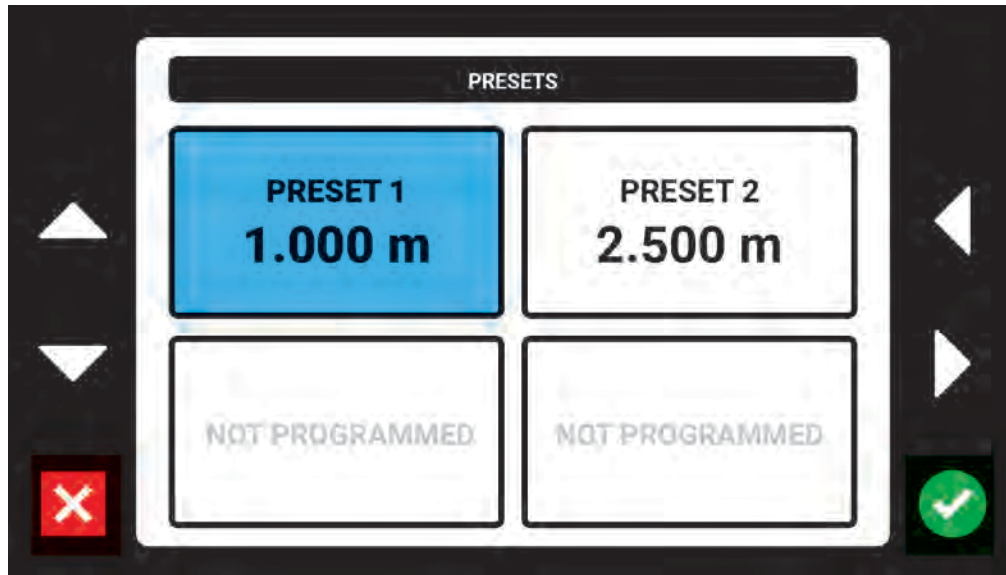 PRESETS
PRESET 1
1.000 m
PRESET 2
2.500 m
NOT PROGRAMMED
NOT PROGRAMMED